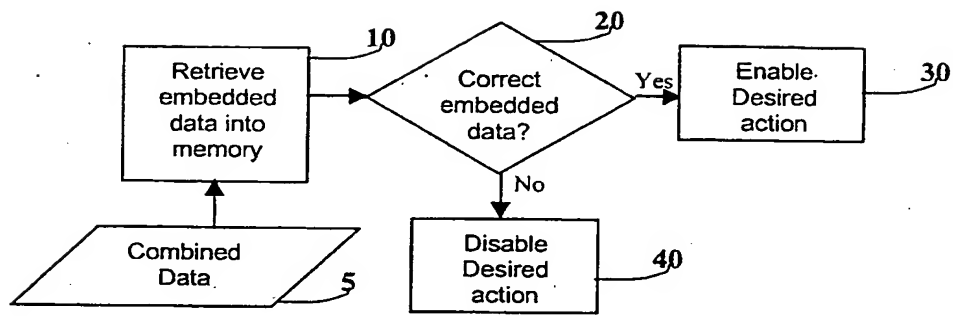 10
Retrieve
embedded
data into
memory
20
Correct
embedded
data?
Yes
Enable
Desired
action
30
No
Combined
Data
5
Disable
Desired
action
40